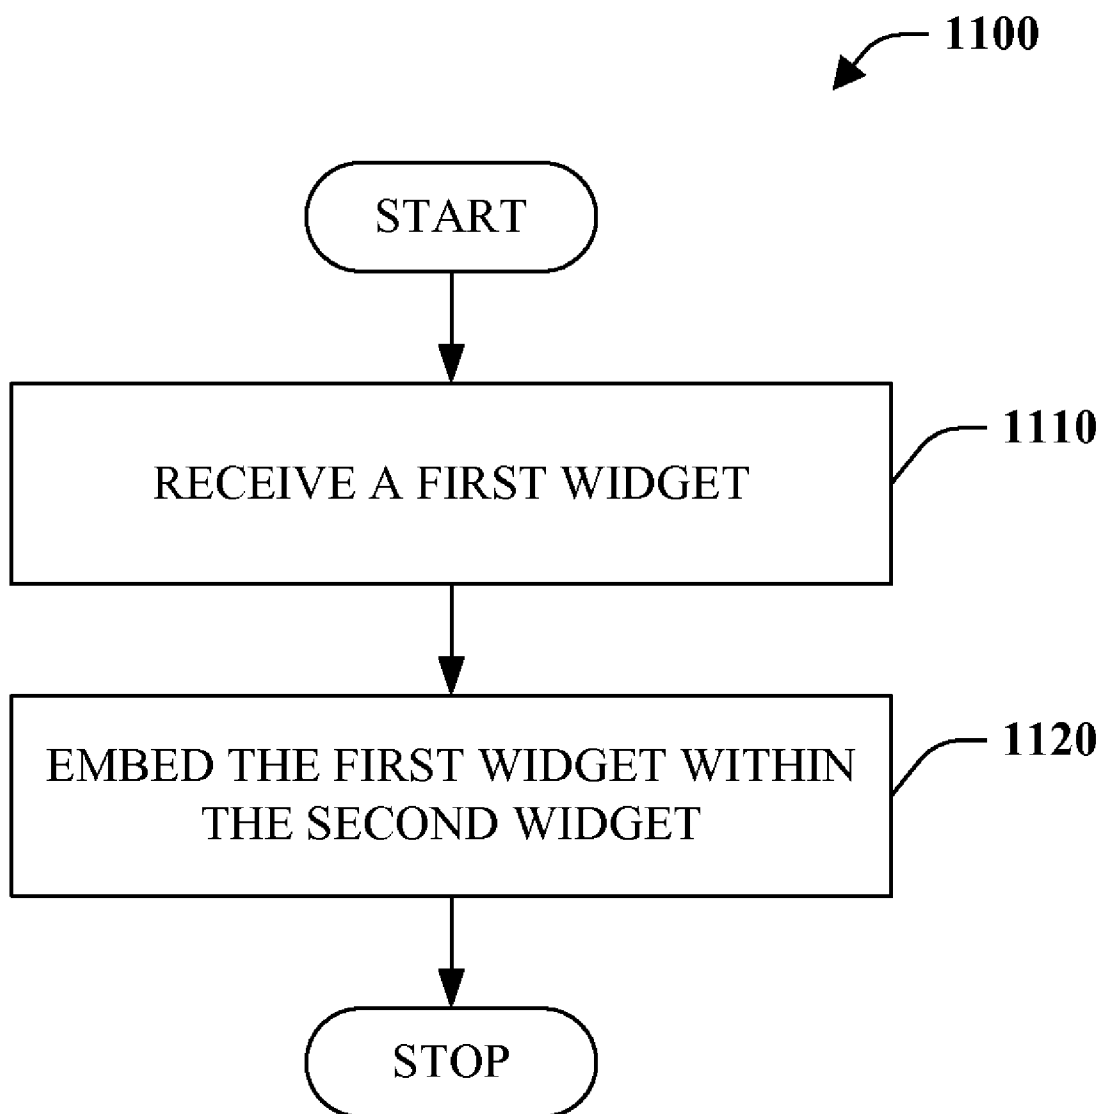 1100
START
RECEIVE A FIRST WIDGET
1110
EMBED THE FIRST WIDGET WITHIN
THE SECOND WIDGET
1120
STOP